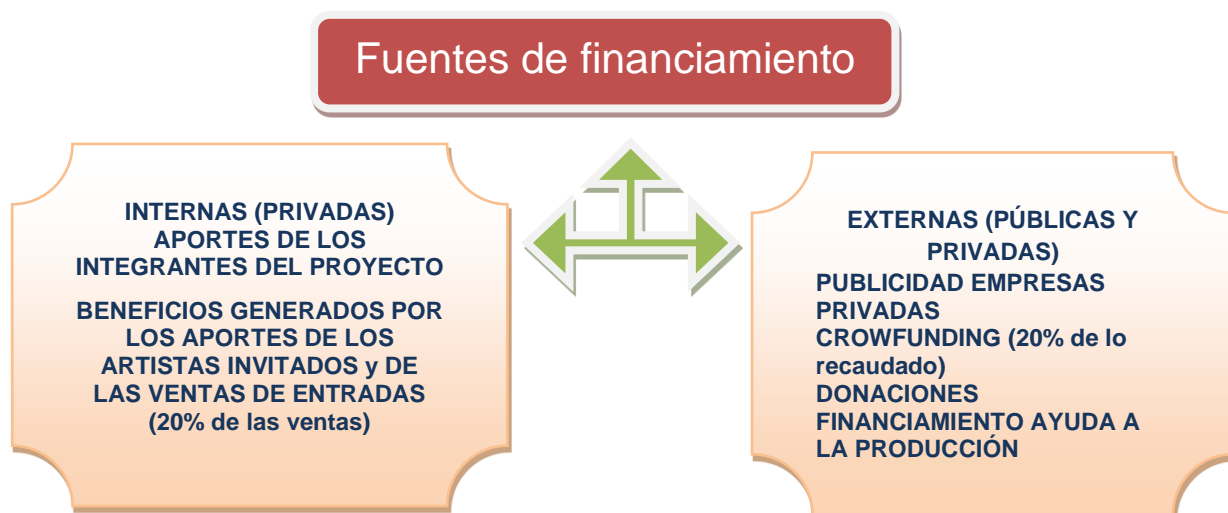 Fuentes de financiamiento
INTERNAS (PRIVADAS)
APORTES DE LOS
INTEGRANTES DEL PROYECTO
BENEFICIOS GENERADOS POR
LOS APORTES DE LOS
ARTISTAS INVITADOS y DE
LAS VENTAS DE ENTRADAS
(20% de las ventas)
EXTERNAS (PÚBLICAS Y
PRIVADAS)
PUBLICIDAD EMPRESAS
PRIVADAS
CROWFUNDING (20% de lo
recaudado)
DONACIONES
FINANCIAMIENTO AYUDA A
LA PRODUCCIÓN